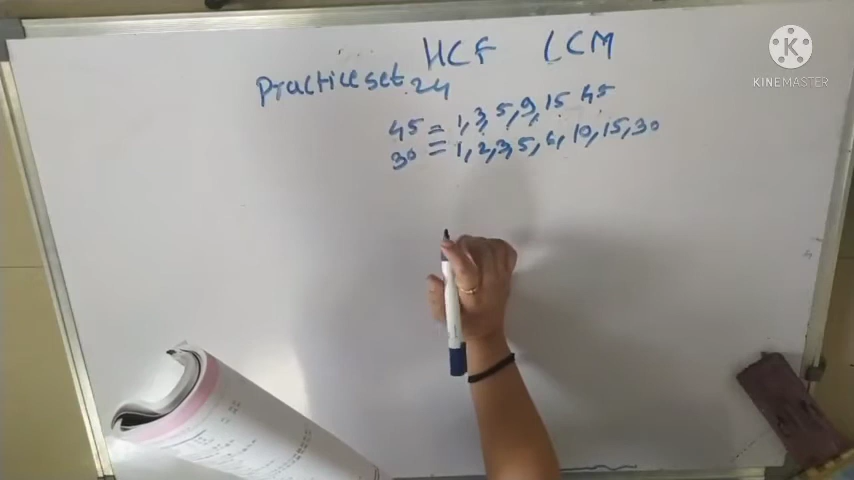 HCF LCM
Practice set 24
45 = 1, 3, 5, 9, 15 45
30 = 1, 2, 3, 5, 6, 10, 15, 30
KINEMASTER